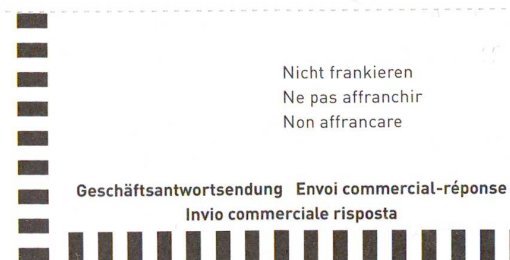 Nicht frankieren
Ne pas affranchir
Non affrancare
Geschäftsantwortsendung Envoi commercial-réponse
Invio commerciale risposta